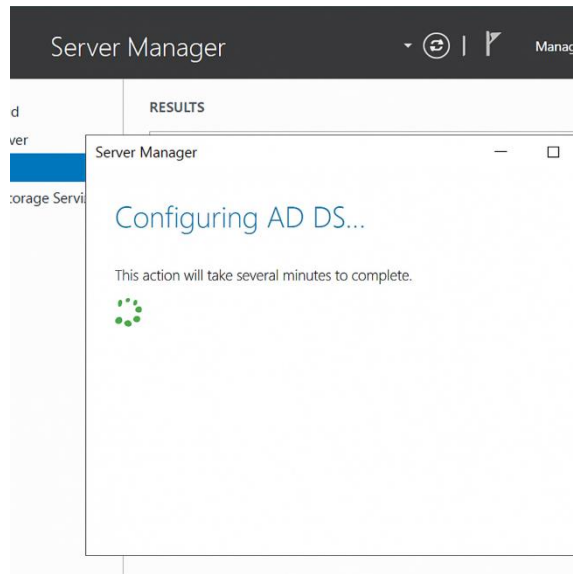 Server Manager
Manag
d
RESULTS
ver
Server Manager
torage Servi
Configuring AD DS...
This action will take several minutes to complete.